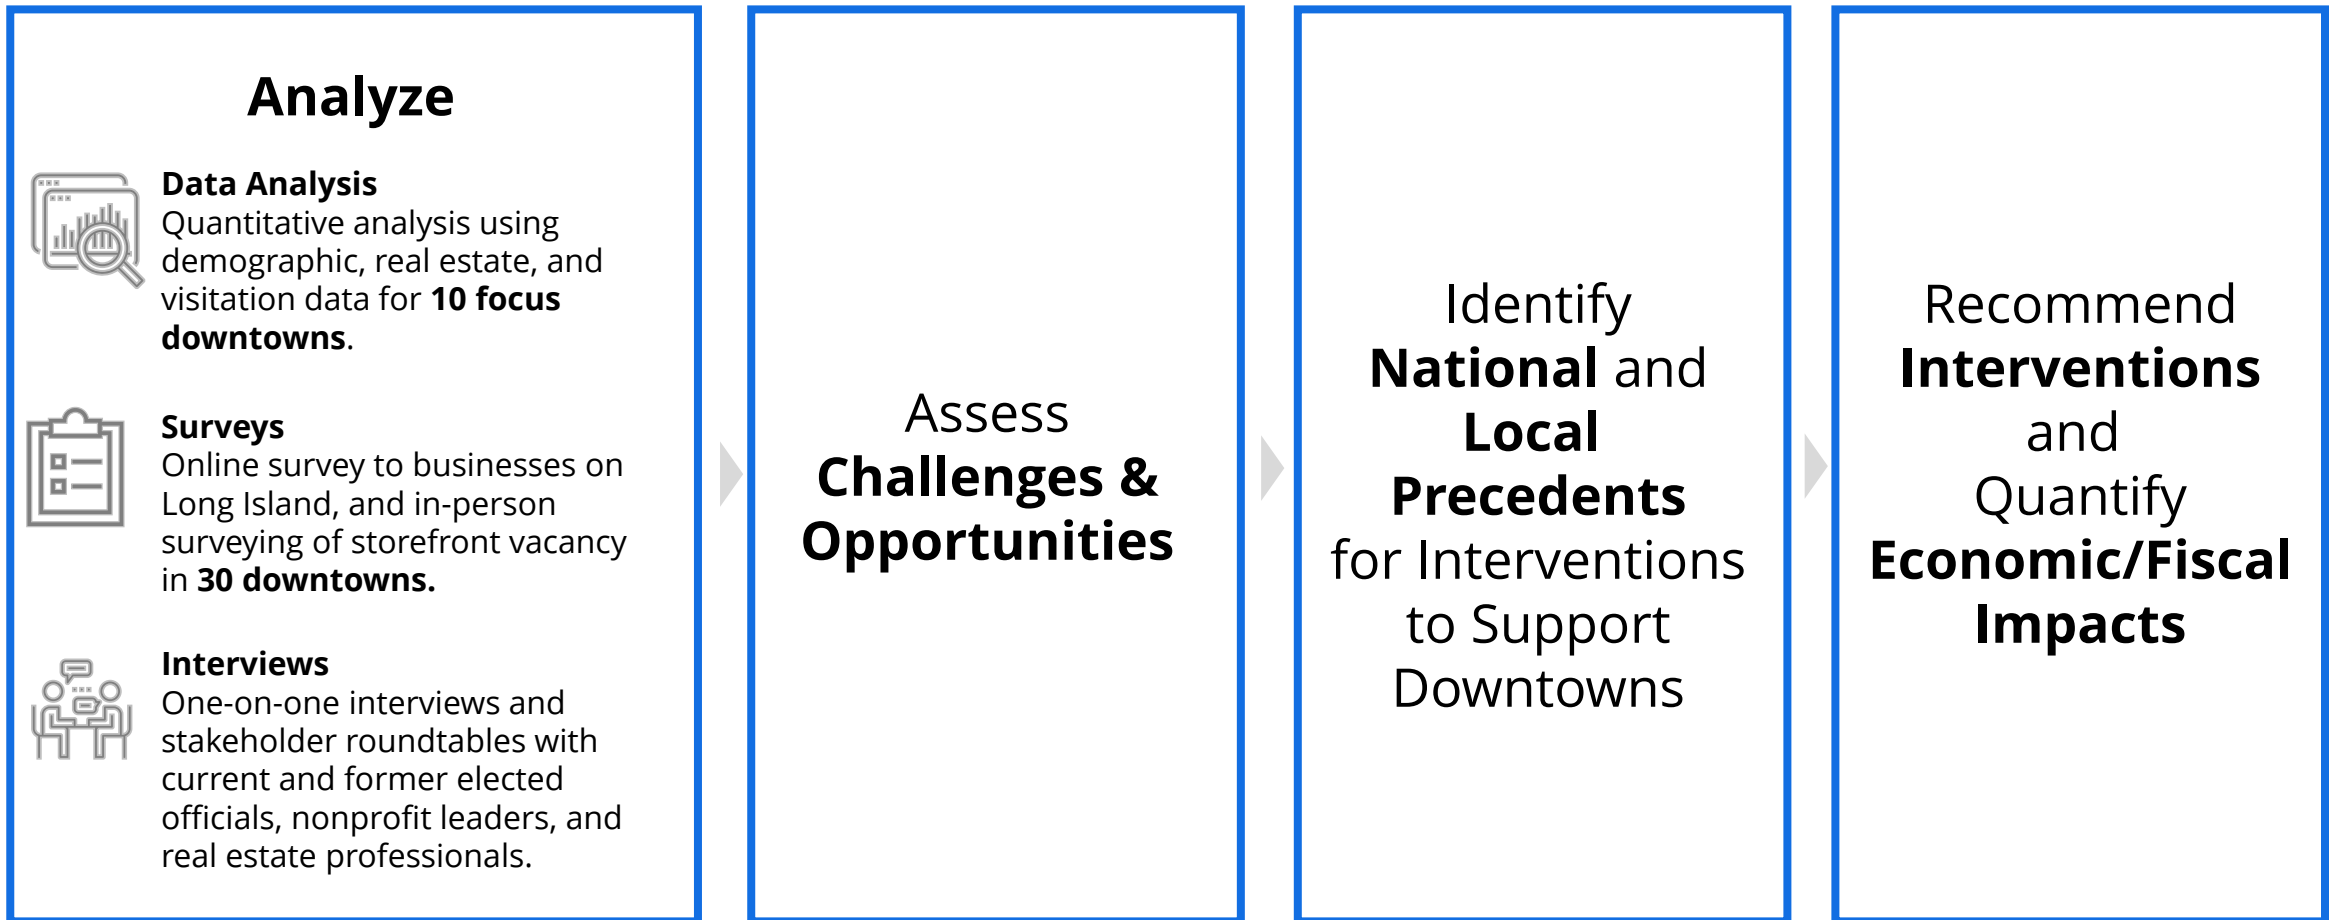 Analyze
Data Analysis
Quantitative analysis using
demographic, real estate, and
visitation data for 10 focus
downtowns.
Surveys
Online survey to businesses on
Long Island, and in-person
surveying of storefront vacancy
in 30 downtowns.
Interviews
One-on-one interviews and
stakeholder roundtables with
current and former elected
officials, nonprofit leaders, and
real estate professionals.
Assess
Challenges &
Opportunities
Identify
National and
Local
Precedents
for Interventions
to Support
Downtowns
Recommend
Interventions
and
Quantify
Economic/Fiscal
Impacts